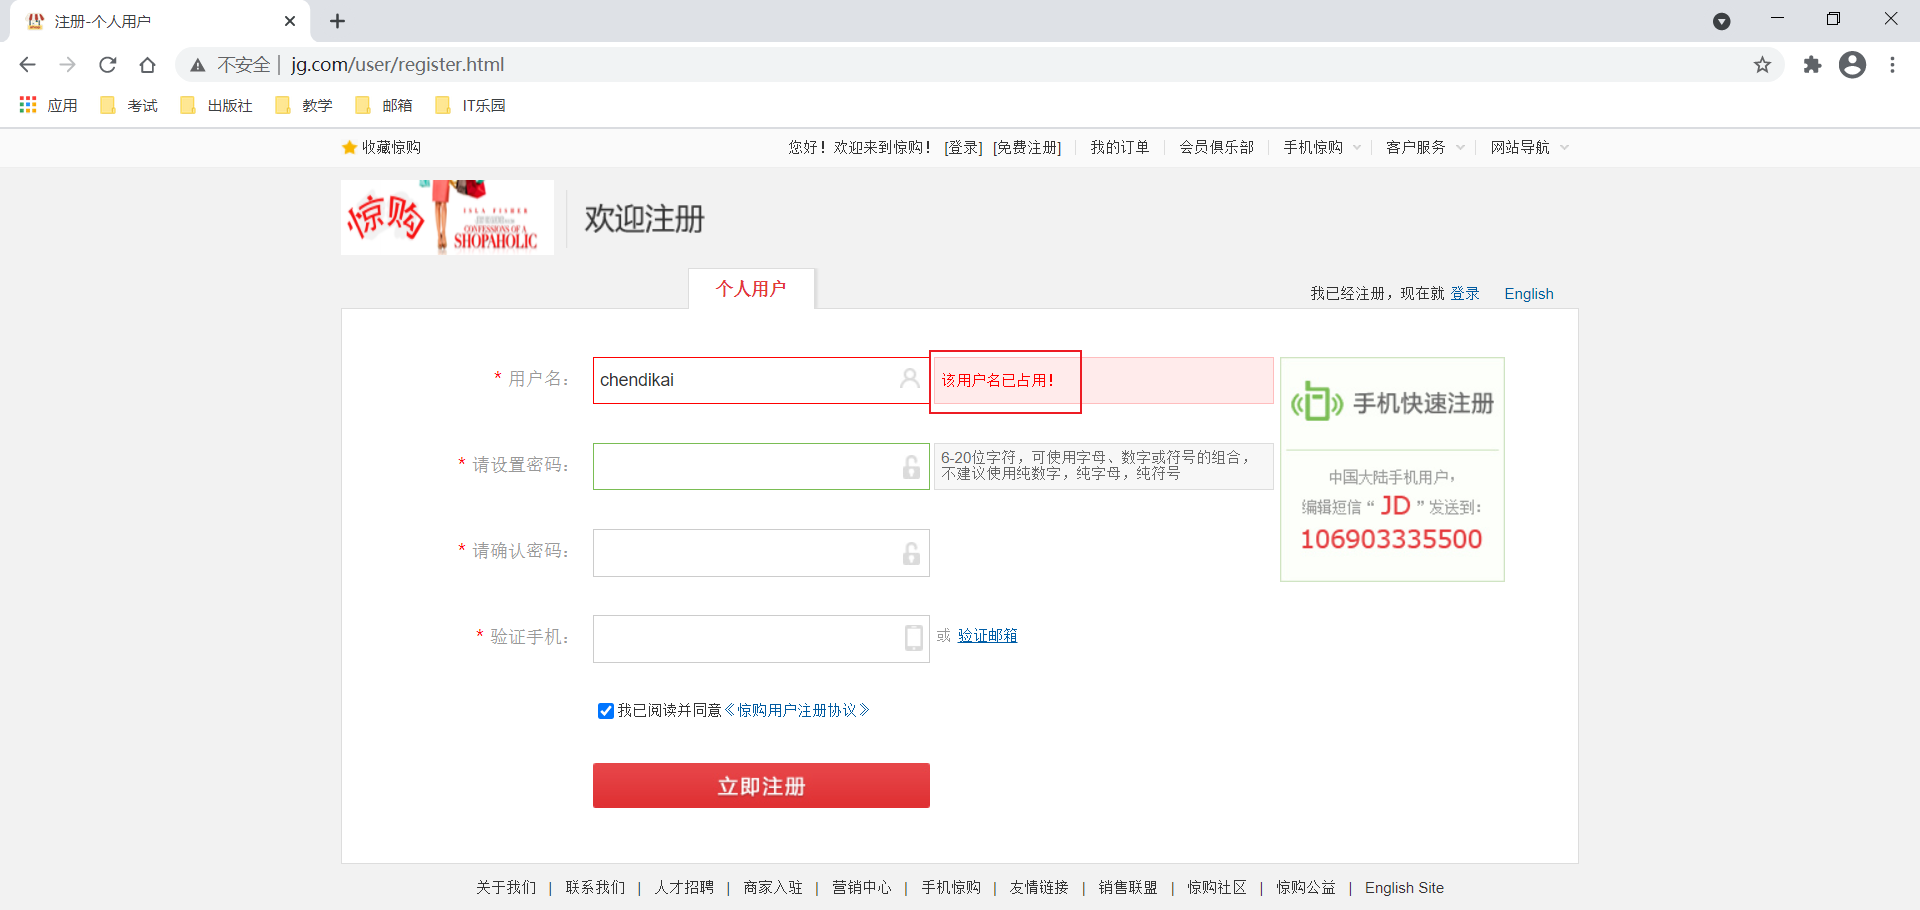 注册-个人用户
不安全 | jg.com/user/register.html
应用 考试 出版社 教学 邮箱 IT乐园
收藏惊购 您好！欢迎来到惊购！ [登录] [免费注册] 我的订单 会员俱乐部 手机惊购 客户服务 网站导航
惊购 ISLA FISHER
CONFESSIONS OF A
SHOPAHOLIC
欢迎注册
个人用户
我已经注册，现在就 登录 English
* 用户名： chendikai 该用户名已占用！
* 请设置密码： 6-20位字符，可使用字母、数字或符号的组合，
不建议使用纯数字，纯字母，纯符号
* 请确认密码：
* 验证手机： 或 验证邮箱
我已阅读并同意《惊购用户注册协议》
立即注册
手机快速注册
中国大陆手机用户，
编辑短信“ JD ”发送到：
106903335500
关于我们 | 联系我们 | 人才招聘 | 商家入驻 | 营销中心 | 手机惊购 | 友情链接 | 销售联盟 | 惊购社区 | 惊购公益 | English Site